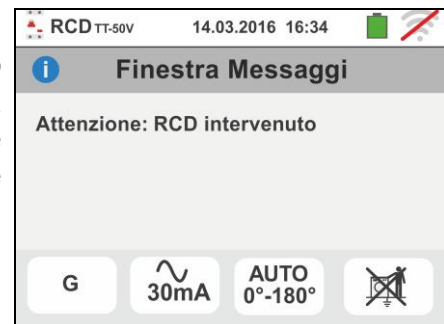 RCD TT-50V 14.03.2016 16:34
Finestra Messaggi
Attenzione: RCD intervenuto
G 30mA AUTO 0°-180°